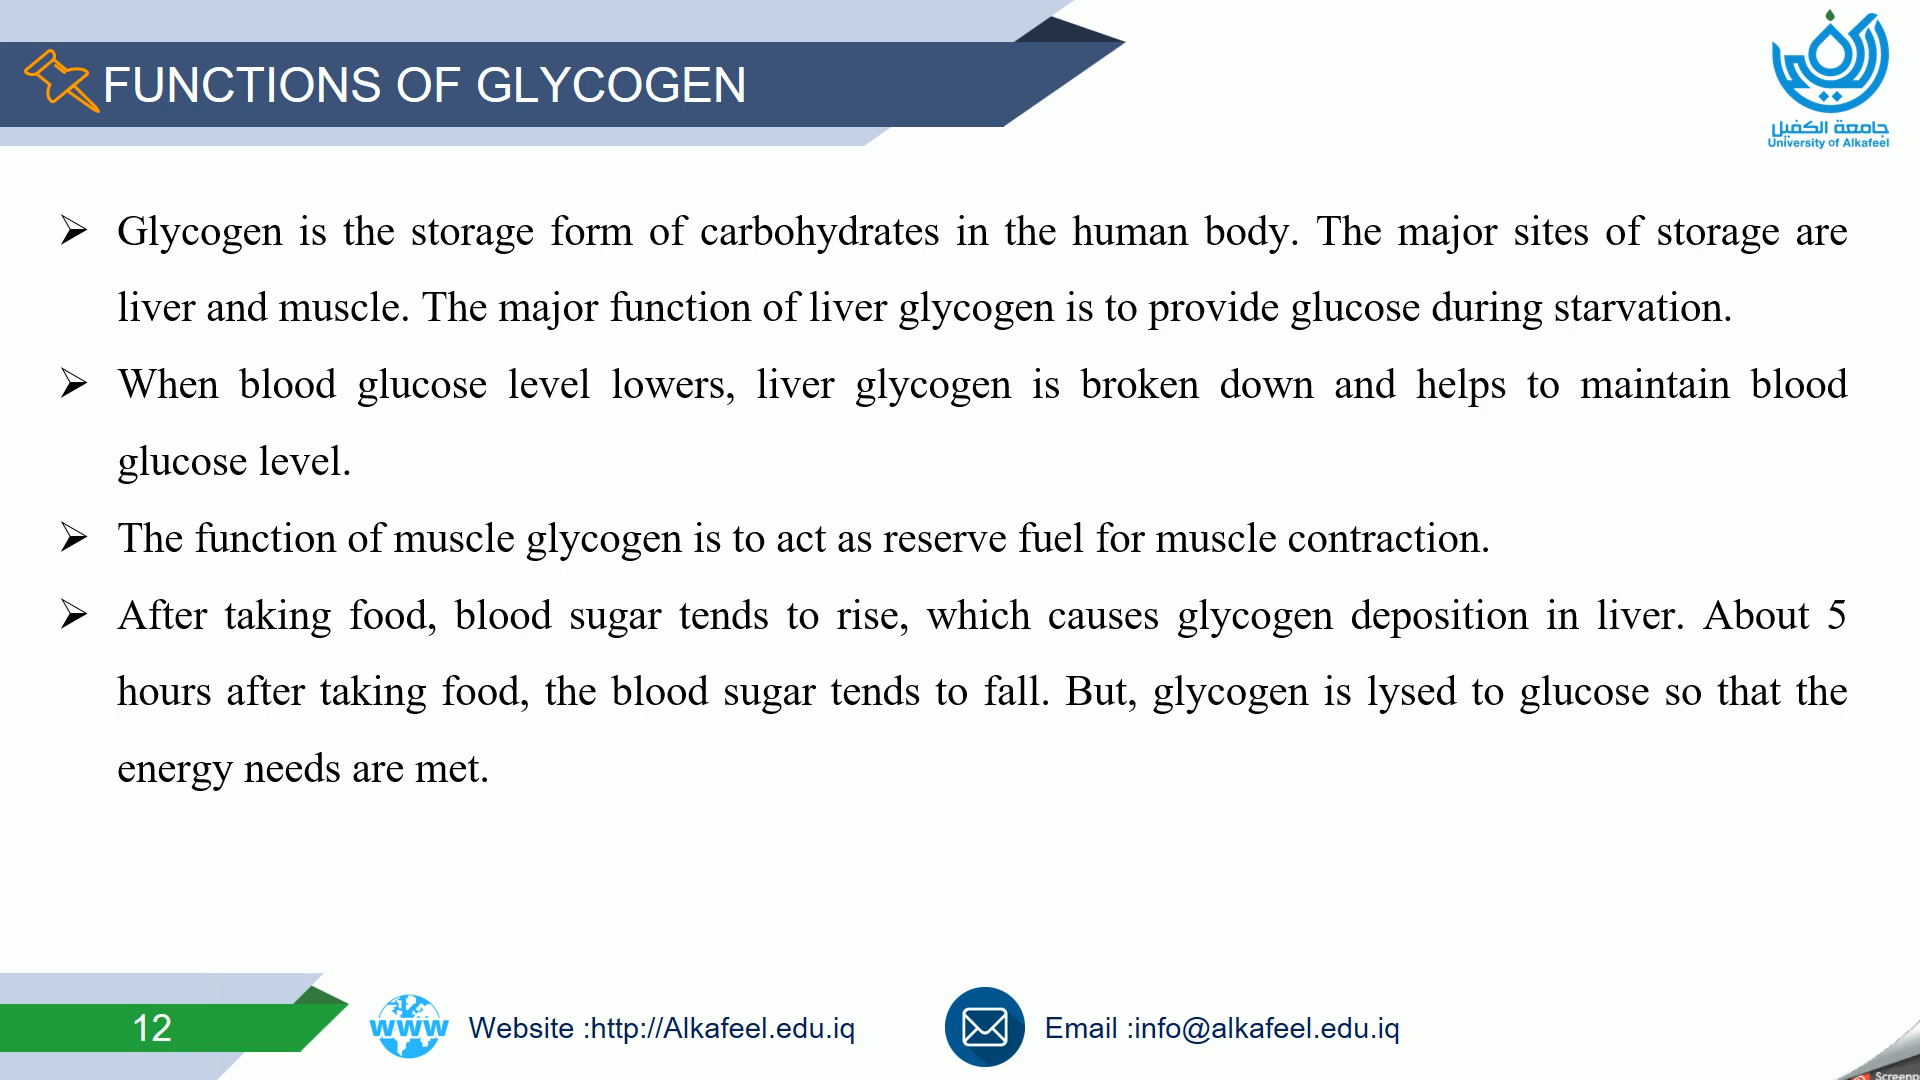 FUNCTIONS OF GLYCOGEN
جامعة الكفيل
University of Alkafeel
➢ Glycogen is the storage form of carbohydrates in the human body. The major sites of storage are
liver and muscle. The major function of liver glycogen is to provide glucose during starvation.
➢ When blood glucose level lowers, liver glycogen is broken down and helps to maintain blood
glucose level.
➢ The function of muscle glycogen is to act as reserve fuel for muscle contraction.
➢ After taking food, blood sugar tends to rise, which causes glycogen deposition in liver. About 5
hours after taking food, the blood sugar tends to fall. But, glycogen is lysed to glucose so that the
energy needs are met.
12
www
Website :http://Alkafeel.edu.iq
Email :info@alkafeel.edu.iq